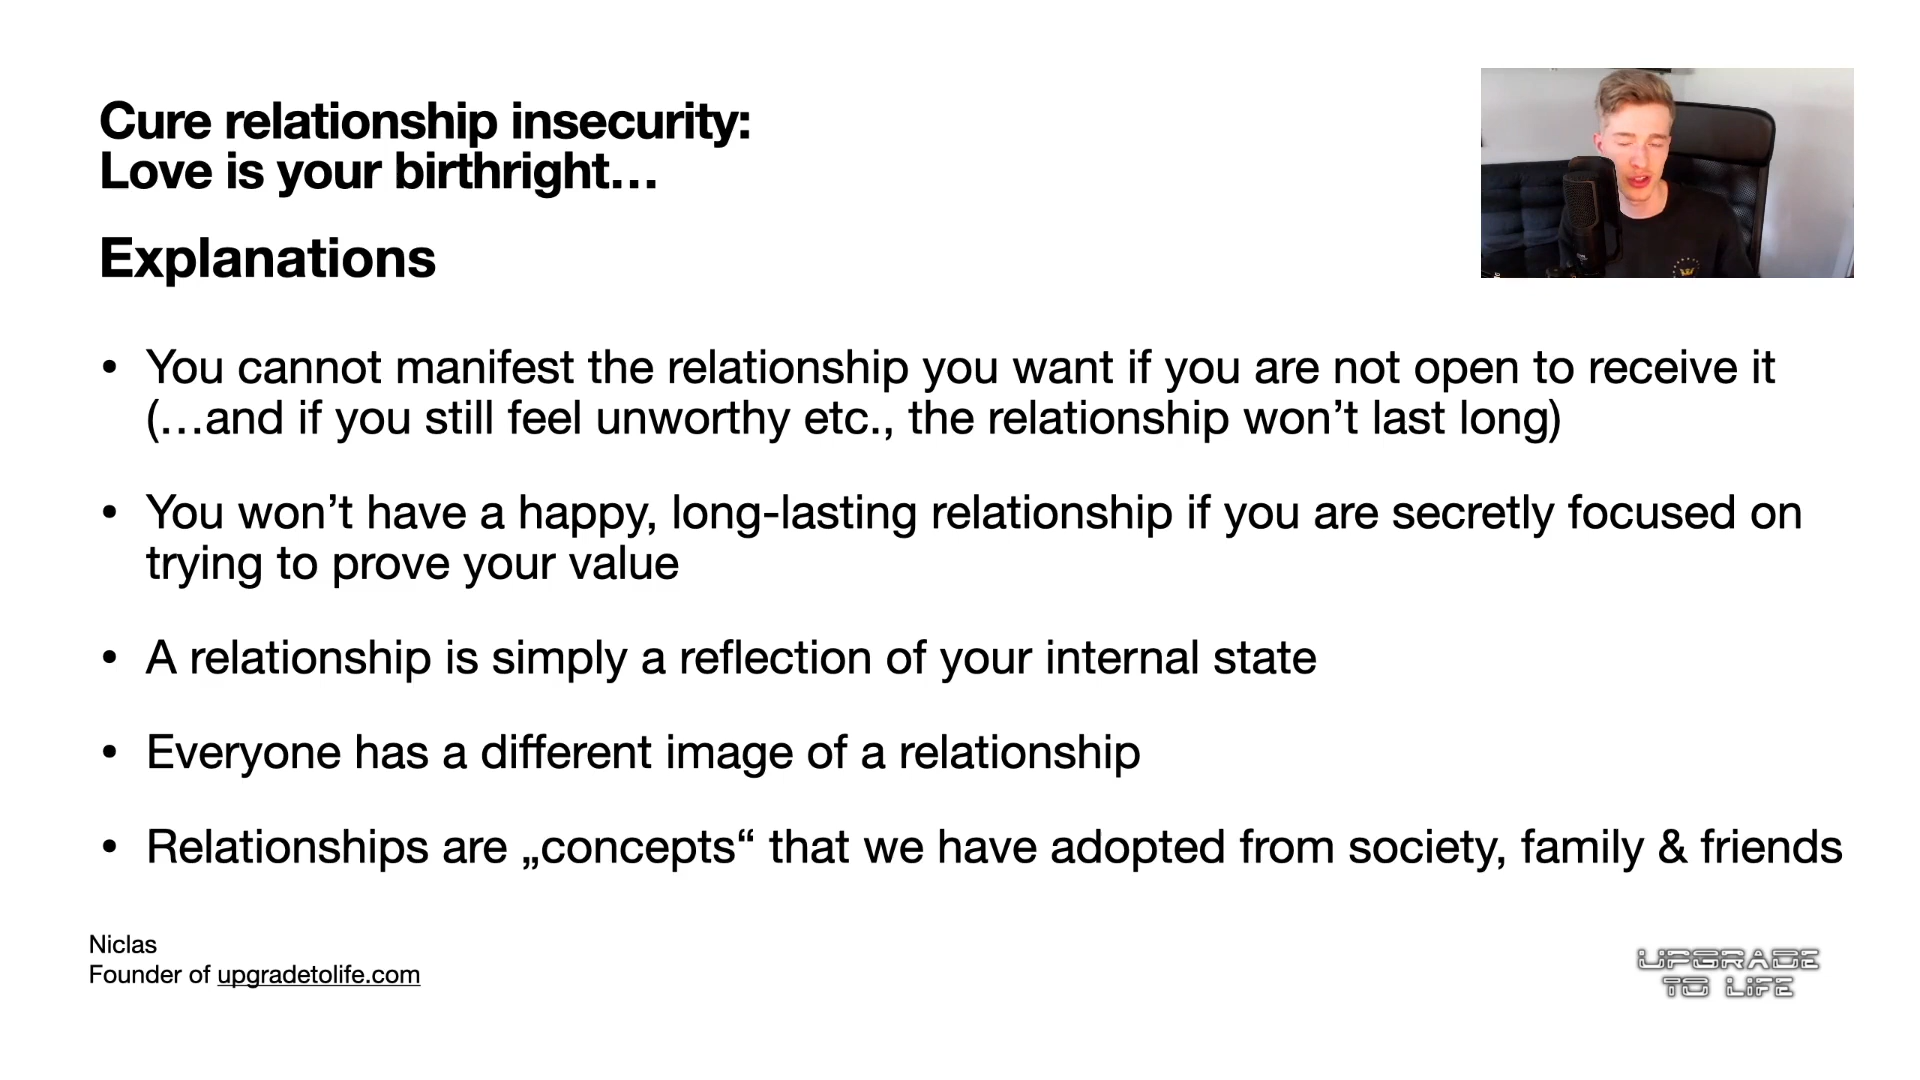 Cure relationship insecurity:
Love is your birthright…
Explanations
• You cannot manifest the relationship you want if you are not open to receive it
(…and if you still feel unworthy etc., the relationship won’t last long)
• You won’t have a happy, long-lasting relationship if you are secretly focused on
trying to prove your value
• A relationship is simply a reflection of your internal state
• Everyone has a different image of a relationship
• Relationships are „concepts“ that we have adopted from society, family & friends
Niclas
Founder of upgradetolife.com
UPGRADE
TO LIFE